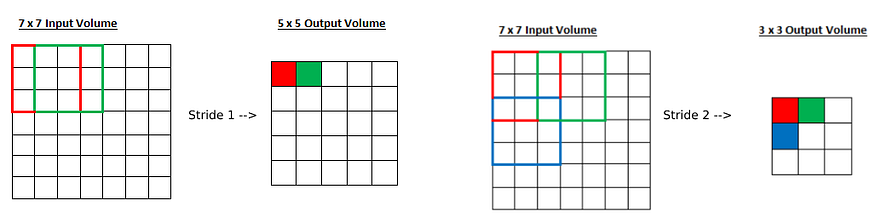 7 x 7 Input Volume
5 x 5 Output Volume
Stride 1 -->
7 x 7 Input Volume
3 x 3 Output Volume
Stride 2 -->